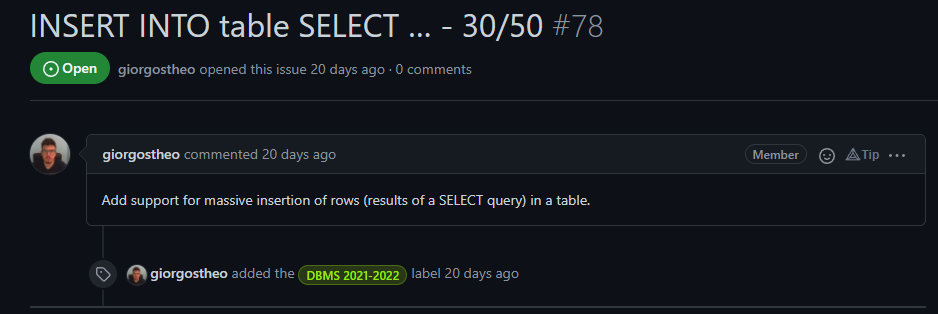 INSERT INTO table SELECT ... - 30/50 #78
Open giorgostheo opened this issue 20 days ago · 0 comments
giorgostheo commented 20 days ago Member Tip ...
Add support for massive insertion of rows (results of a SELECT query) in a table.
giorgostheo added the DBMS 2021-2022 label 20 days ago